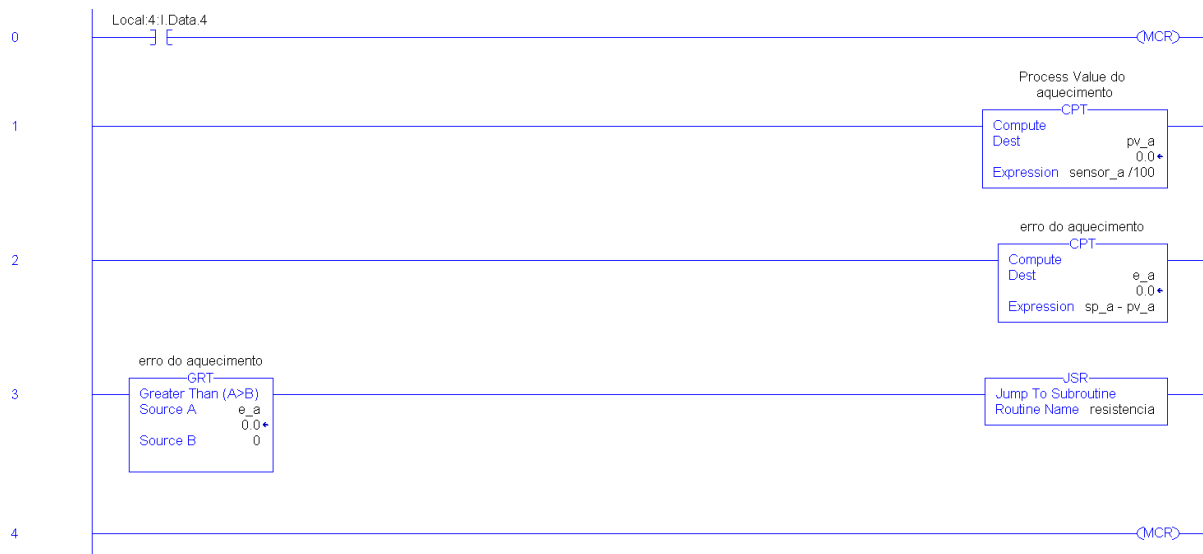 Local:4:I.Data.4
0
(MCR)
Process Value do
aquecimento
CPT
1
Compute
Dest pv_a
0.0
Expression sensor_a /100
erro do aquecimento
CPT
2
Compute
Dest e_a
0.0
Expression sp_a - pv_a
erro do aquecimento
GRT
3
Greater Than (A>B)
Source A e_a
0.0
Source B 0
JSR
Jump To Subroutine
Routine Name resistencia
4
(MCR)